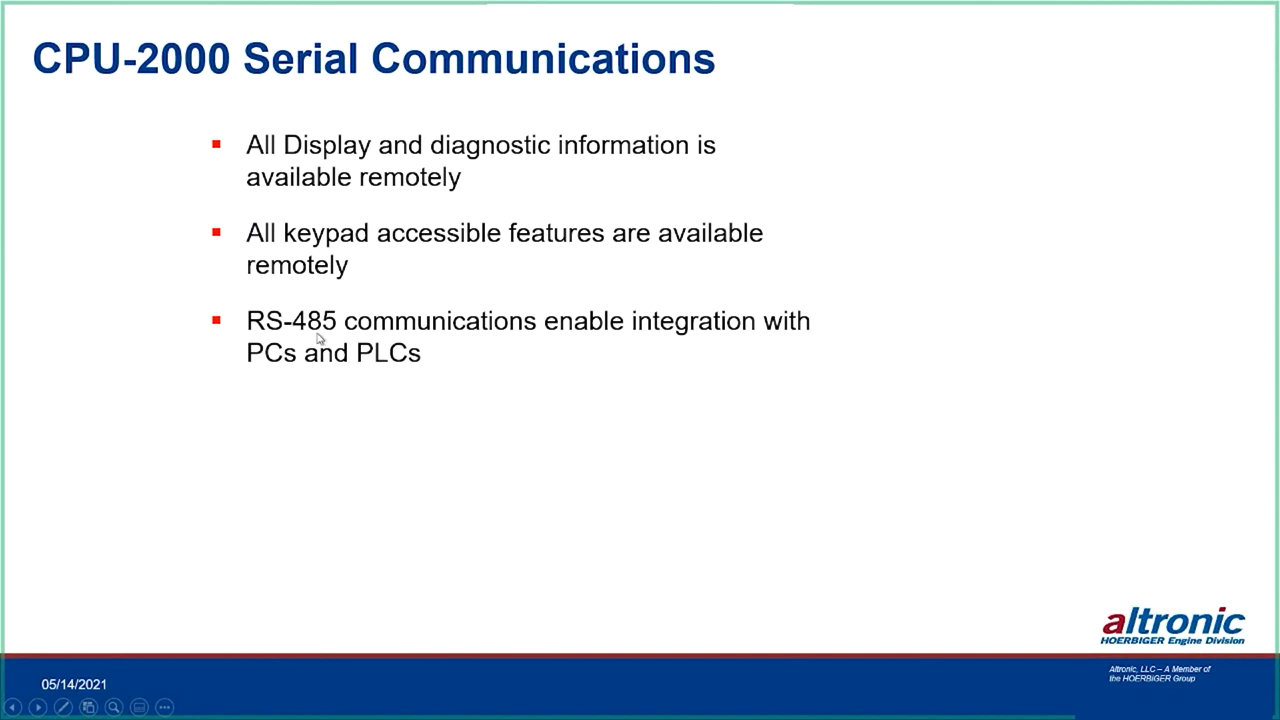 CPU-2000 Serial Communications
All Display and diagnostic information is
available remotely
All keypad accessible features are available
remotely
RS-485 communications enable integration with
PCs and PLCs
altronic
HOERBIGER Engine Division
Altronic, LLC – A Member of
the HOERBIGER Group
05/14/2021